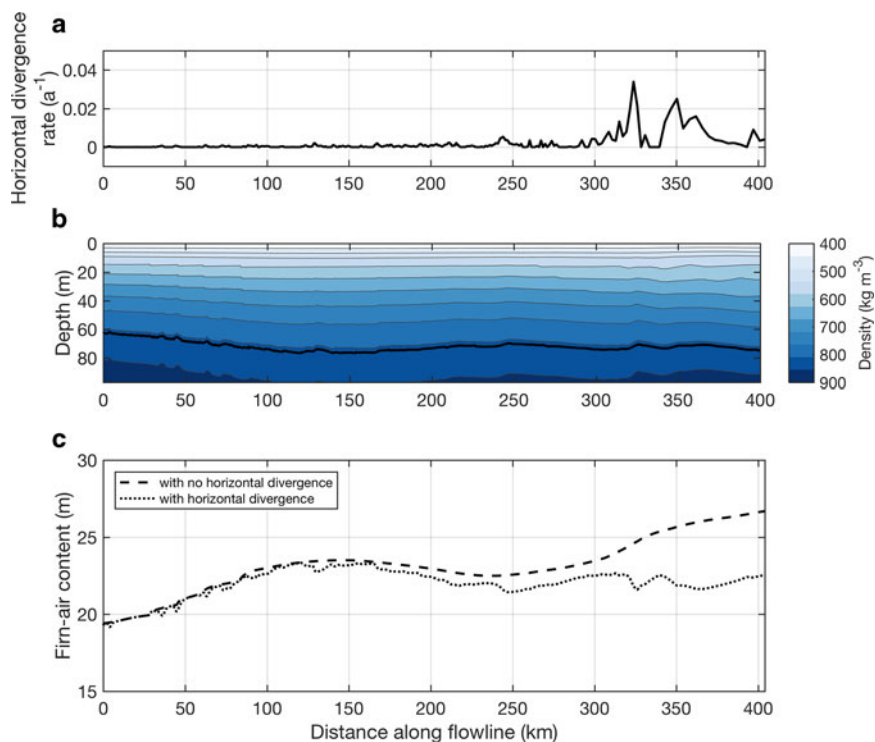 a
Horizontal divergence
rate (a⁻¹)
0.04
0.02
0
0 50 100 150 200 250 300 350 400
b
Depth (m)
0
20
40
60
80
0 50 100 150 200 250 300 350 400
400
500
600
700
800
900
Density (kg m⁻³)
c
Firn-air content (m)
30
25
20
15
with no horizontal divergence
with horizontal divergence
0 50 100 150 200 250 300 350 400
Distance along flowline (km)